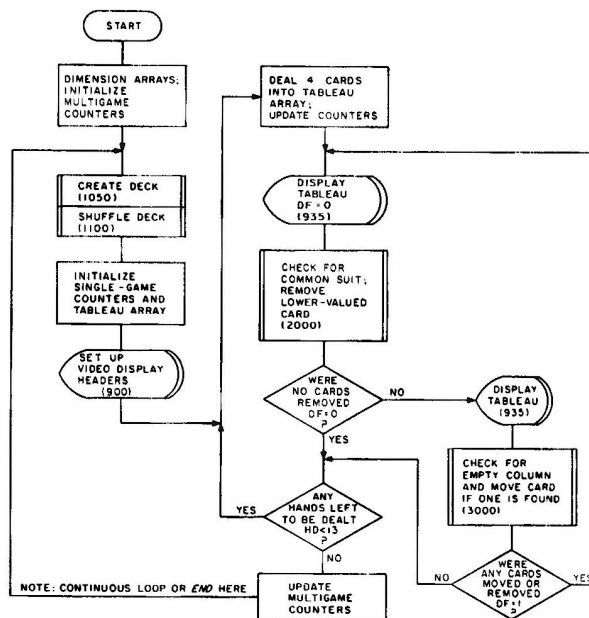 START
DIMENSION ARRAYS;
INITIALIZE
MULTIGAME
COUNTERS
CREATE DECK
(1050)
SHUFFLE DECK
(1100)
INITIALIZE
SINGLE-GAME
COUNTERS AND
TABLEAU ARRAY
SET UP
VIDEO DISPLAY
HEADERS
(900)
DEAL 4 CARDS
INTO TABLEAU
ARRAY;
UPDATE COUNTERS
DISPLAY
TABLEAU
DF=0
(935)
CHECK FOR
COMMON SUIT;
REMOVE
LOWER-VALUED
CARD
(2000)
WERE
NO CARDS
REMOVED
DF=0
?
NO
YES
DISPLAY
TABLEAU
(935)
CHECK FOR
EMPTY COLUMN
AND MOVE CARD
IF ONE IS FOUND
(3000)
WERE
ANY CARDS
MOVED OR
REMOVED
DF=1
?
NO
YES
ANY
HANDS LEFT
TO BE DEALT
HD<13
?
YES
NO
UPDATE
MULTIGAME
COUNTERS
NOTE: CONTINUOUS LOOP OR END HERE